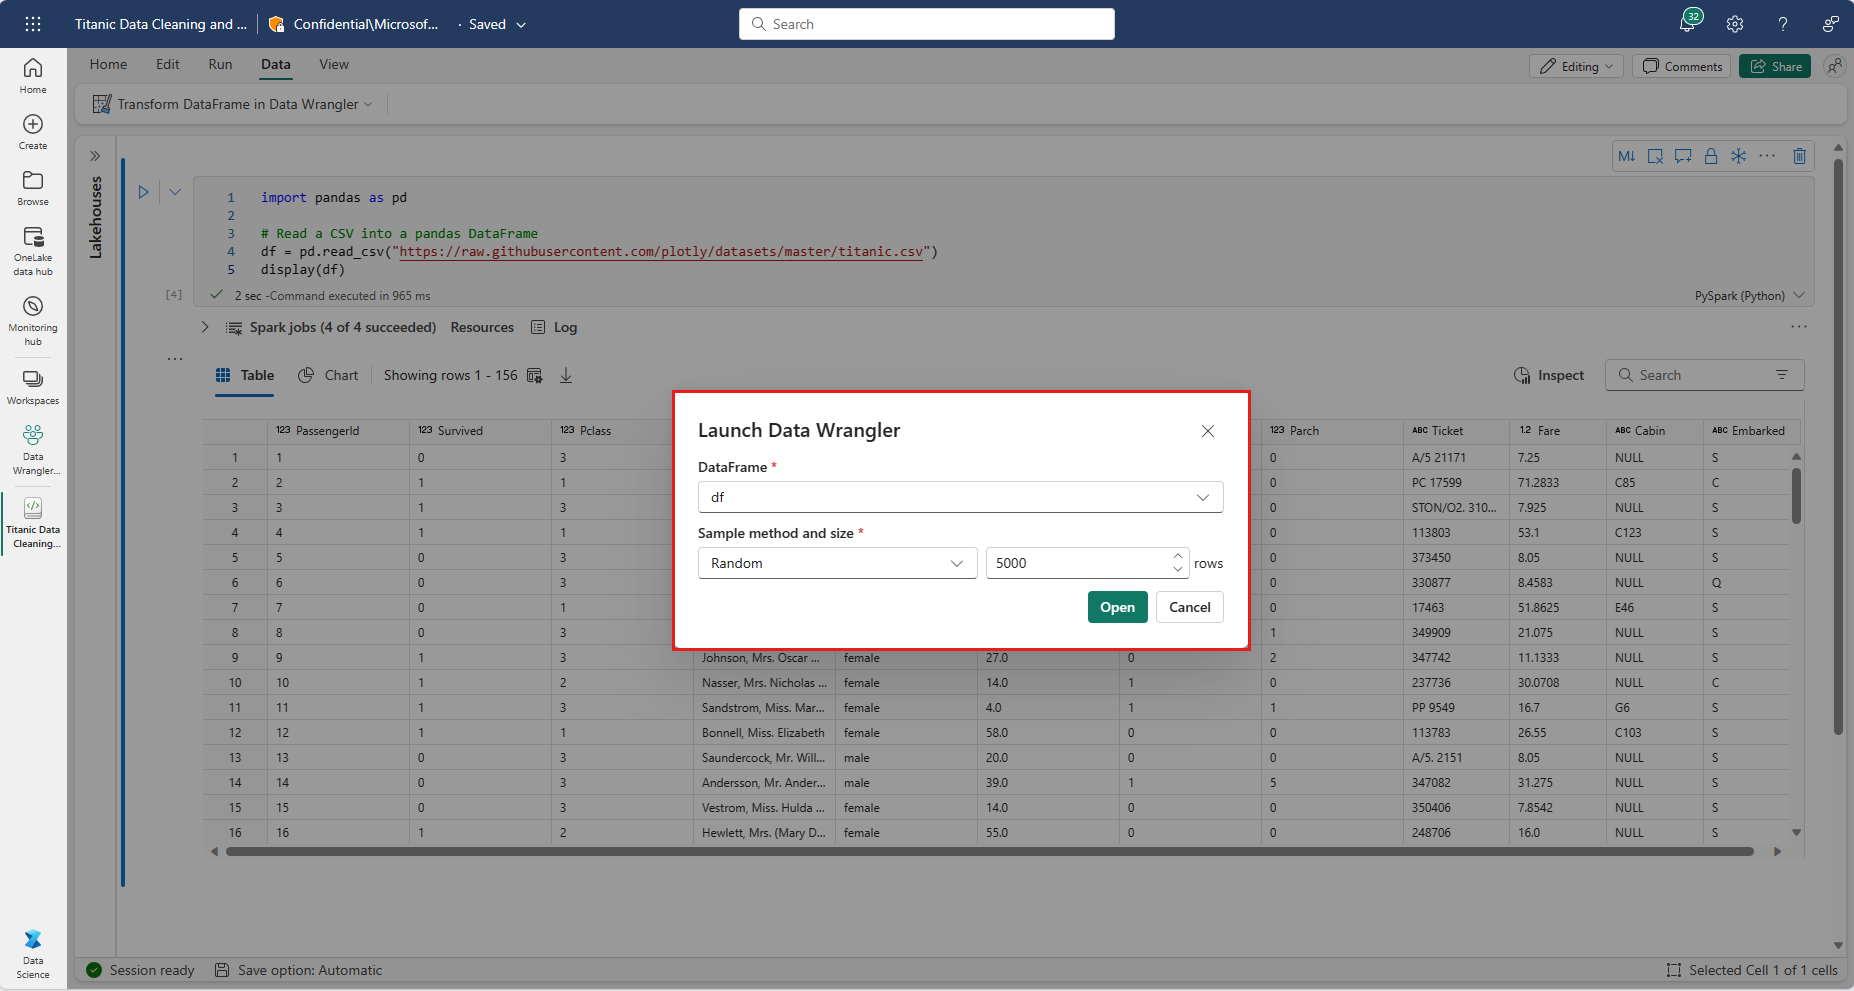 Titanic Data Cleaning and ...
Confidential\Microsof...
· Saved
Search
32
?
Home
Edit
Run
Data
View
Editing
Comments
Share
Transform DataFrame in Data Wrangler
Home
Create
Browse
OneLake
data hub
Monitoring
hub
Workspaces
Data
Wrangler...
Titanic Data
Cleaning...
Data
Science
Lakehouses
M↓
1 import pandas as pd
2
3 # Read a CSV into a pandas DataFrame
4 df = pd.read_csv("https://raw.githubusercontent.com/plotly/datasets/master/titanic.csv")
5 display(df)
[4]
2 sec -Command executed in 965 ms
PySpark (Python)
Spark jobs (4 of 4 succeeded)
Resources
Log
Table
Chart
Showing rows 1 - 156
Inspect
Search
123 PassengerId 123 Survived 123 Pclass 123 Parch ABC Ticket 1.2 Fare ABC Cabin ABC Embarked
1 1 0 3 0 A/5 21171 7.25 NULL S
2 2 1 1 0 PC 17599 71.2833 C85 C
3 3 1 3 0 STON/O2. 310... 7.925 NULL S
4 4 1 1 0 113803 53.1 C123 S
5 5 0 3 0 373450 8.05 NULL S
6 6 0 3 0 330877 8.4583 NULL Q
7 7 0 1 0 17463 51.8625 E46 S
8 8 0 3 1 349909 21.075 NULL S
9 9 1 3 Johnson, Mrs. Oscar ... female 27.0 0 2 347742 11.1333 NULL S
10 10 1 2 Nasser, Mrs. Nicholas ... female 14.0 1 0 237736 30.0708 NULL C
11 11 1 3 Sandstrom, Miss. Mar... female 4.0 1 1 PP 9549 16.7 G6 S
12 12 1 1 Bonnell, Miss. Elizabeth female 58.0 0 0 113783 26.55 C103 S
13 13 0 3 Saundercock, Mr. Will... male 20.0 0 0 A/5. 2151 8.05 NULL S
14 14 0 3 Andersson, Mr. Ander... male 39.0 1 5 347082 31.275 NULL S
15 15 0 3 Vestrom, Miss. Hulda ... female 14.0 0 0 350406 7.8542 NULL S
16 16 1 2 Hewlett, Mrs. (Mary D... female 55.0 0 0 248706 16.0 NULL S
Launch Data Wrangler
DataFrame *
df
Sample method and size *
Random
5000
rows
Open
Cancel
Session ready
Save option: Automatic
Selected Cell 1 of 1 cells